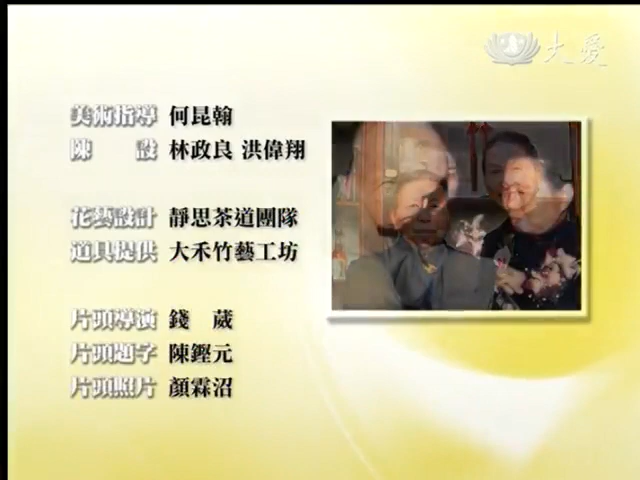 大愛
美術指導 何昆翰
陳　設 林政良 洪偉翔
花藝設計 靜思茶道團隊
道具提供 大禾竹藝工坊
片頭導演 錢　葳
片頭題字 陳鏗元
片頭照片 顏霖沼